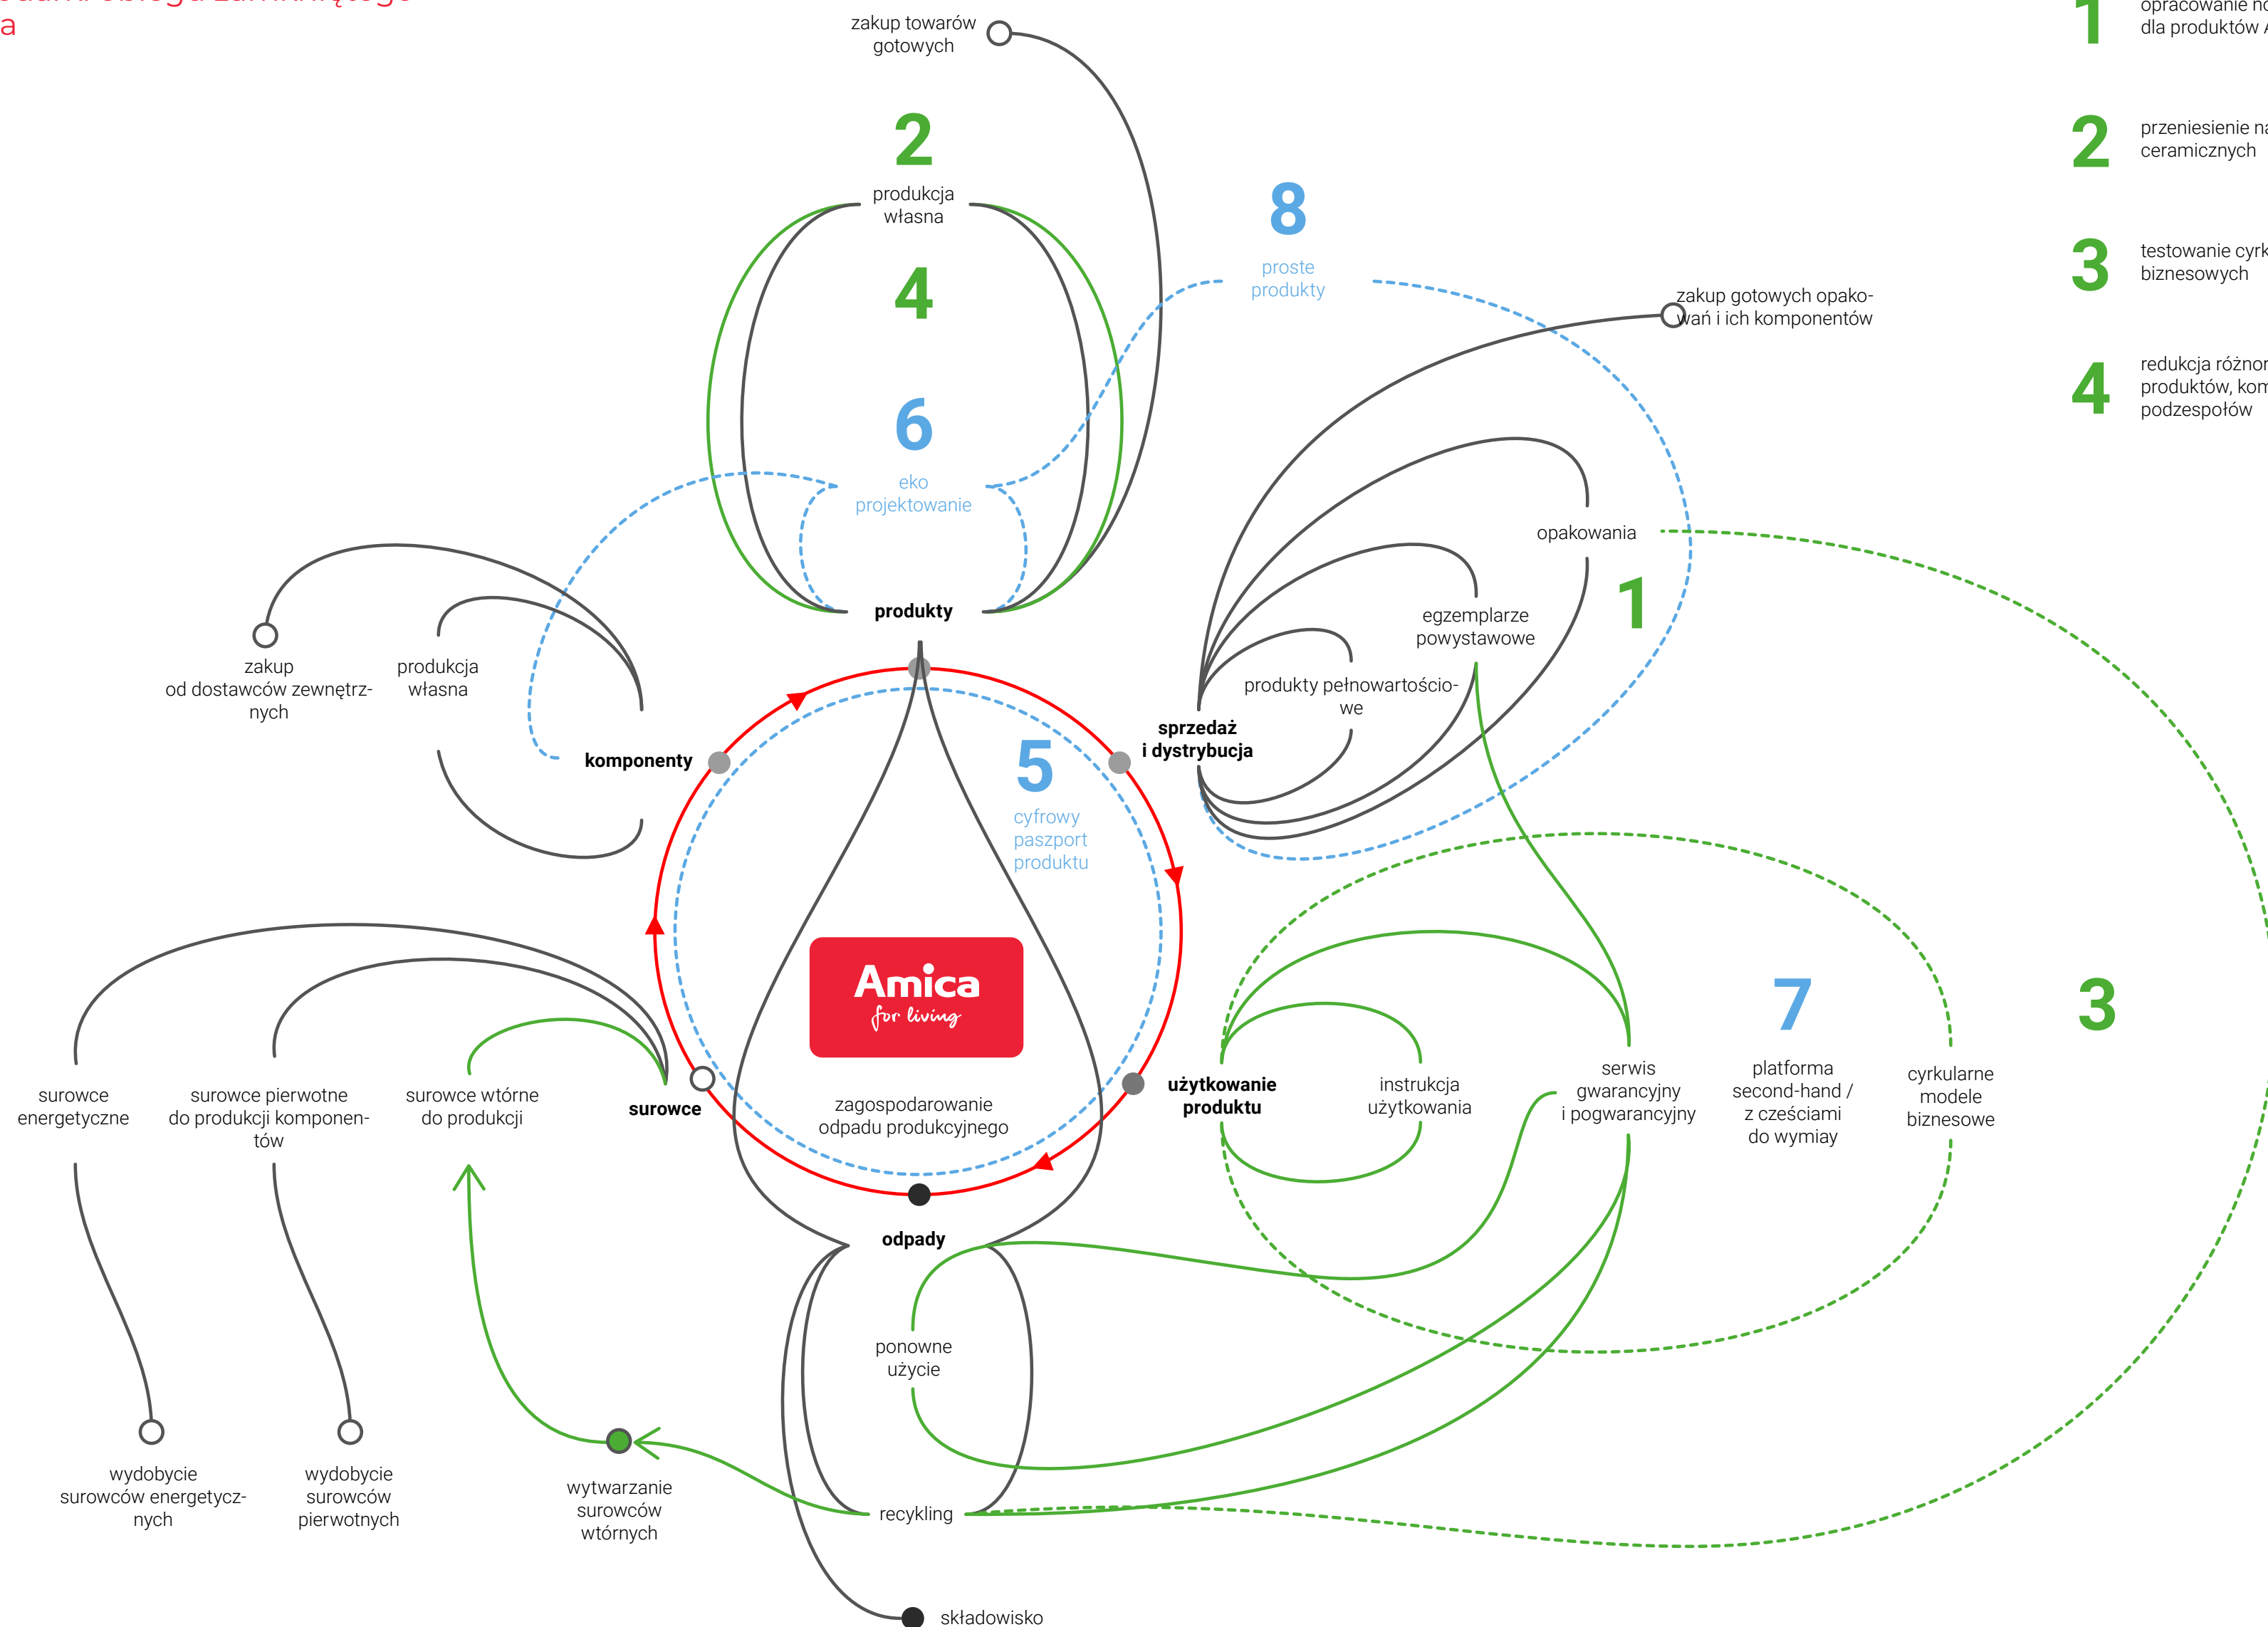 obiegu zamkniętego
a
zakup towarów
gotowych
2
produkcja
własna
4
6
eko
projektowanie
produkty
8
proste
produkty
zakup gotowych opako-
wań i ich komponentów
opakowania
1
egzemplarze
powystawowe
produkty pełnowartościo-
we
sprzedaż
i dystrybucja
zakup
od dostawców zewnętrz-
nych
produkcja
własna
komponenty
5
cyfrowy
paszport
produktu
Amica
for living
zagospodarowanie
odpadu produkcyjnego
surowce
energetyczne
surowce pierwotne
do produkcji komponen-
tów
surowce wtórne
do produkcji
surowce
użytkowanie
produktu
instrukcja
użytkowania
serwis
gwarancyjny
i pogwarancyjny
7
platforma
second-hand /
z cześciami
do wymiay
cyrkularne
modele
biznesowe
3
odpady
ponowne
użycie
recykling
składowisko
wydobycie
surowców energetycz-
nych
wydobycie
surowców
pierwotnych
wytwarzanie
surowców
wtórnych
1
opracowanie
dla produktów
2
przeniesienie
ceramicznych
3
testowanie
biznesowych
4
redukcja
produktów,
podzespołów